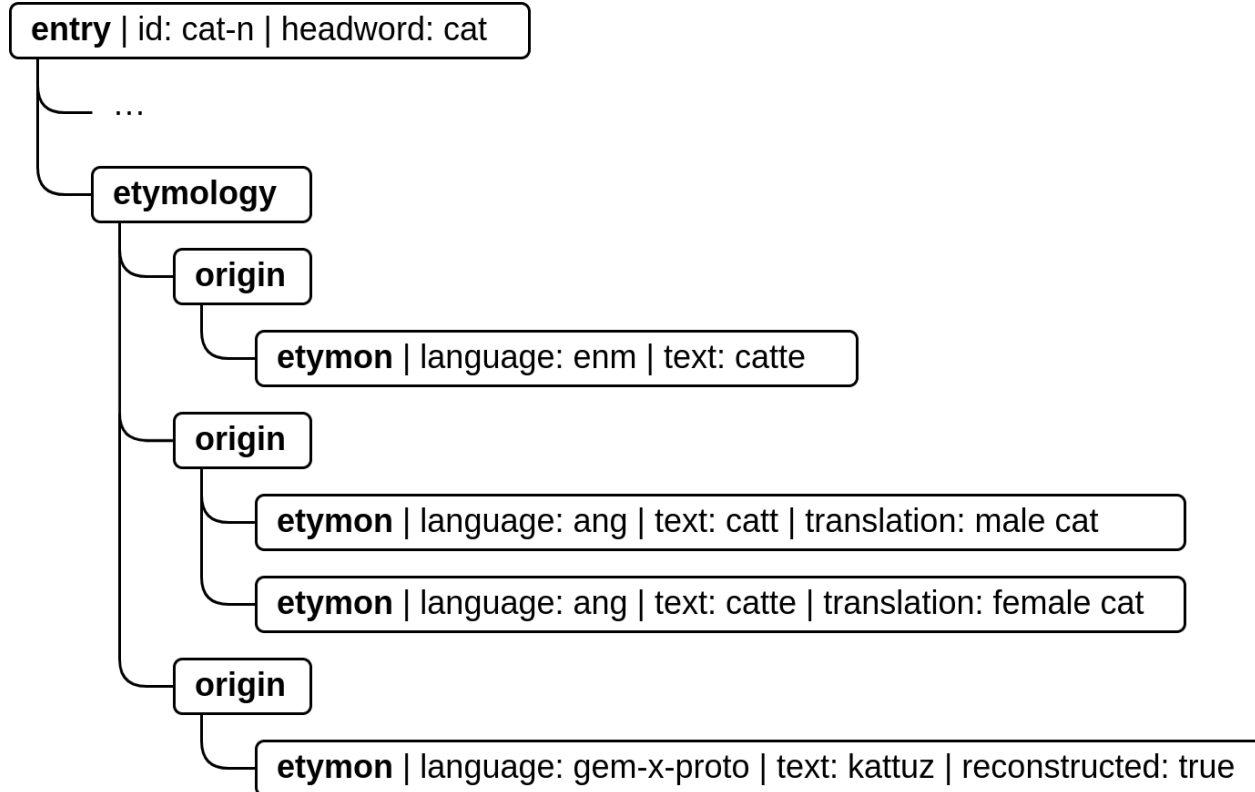 entry | id: cat-n | headword: cat
…
etymology
origin
etymon | language: enm | text: catte
origin
etymon | language: ang | text: catt | translation: male cat
etymon | language: ang | text: catte | translation: female cat
origin
etymon | language: gem-x-proto | text: kattuz | reconstructed: true